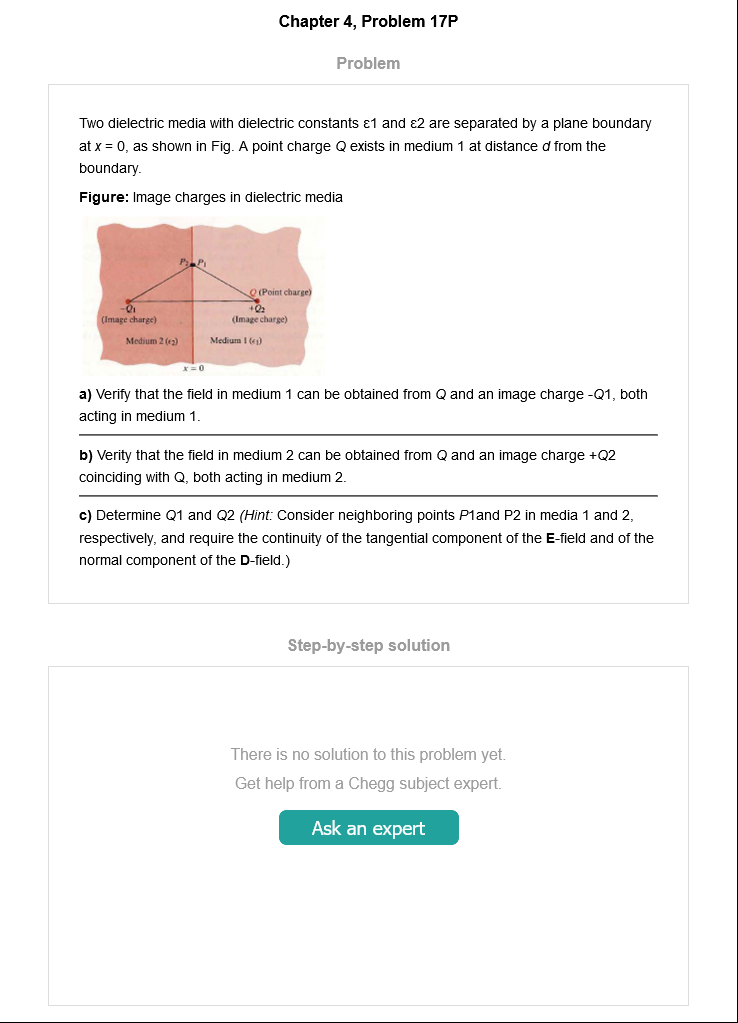 Chapter 4, Problem 17P
Problem
Two dielectric media with dielectric constants ε1 and ε2 are separated by a plane boundary
at x = 0, as shown in Fig. A point charge Q exists in medium 1 at distance d from the
boundary.
Figure: Image charges in dielectric media
P₂ P₁
Q (Point charge)
-Q₁ +Q₂
(Image charge) (Image charge)
Medium 2 (ϵ₂) Medium 1 (ϵ₁)
x = 0
a) Verify that the field in medium 1 can be obtained from Q and an image charge -Q1, both
acting in medium 1.
b) Verity that the field in medium 2 can be obtained from Q and an image charge +Q2
coinciding with Q, both acting in medium 2.
c) Determine Q1 and Q2 (Hint: Consider neighboring points P1and P2 in media 1 and 2,
respectively, and require the continuity of the tangential component of the E-field and of the
normal component of the D-field.)
Step-by-step solution
There is no solution to this problem yet.
Get help from a Chegg subject expert.
Ask an expert